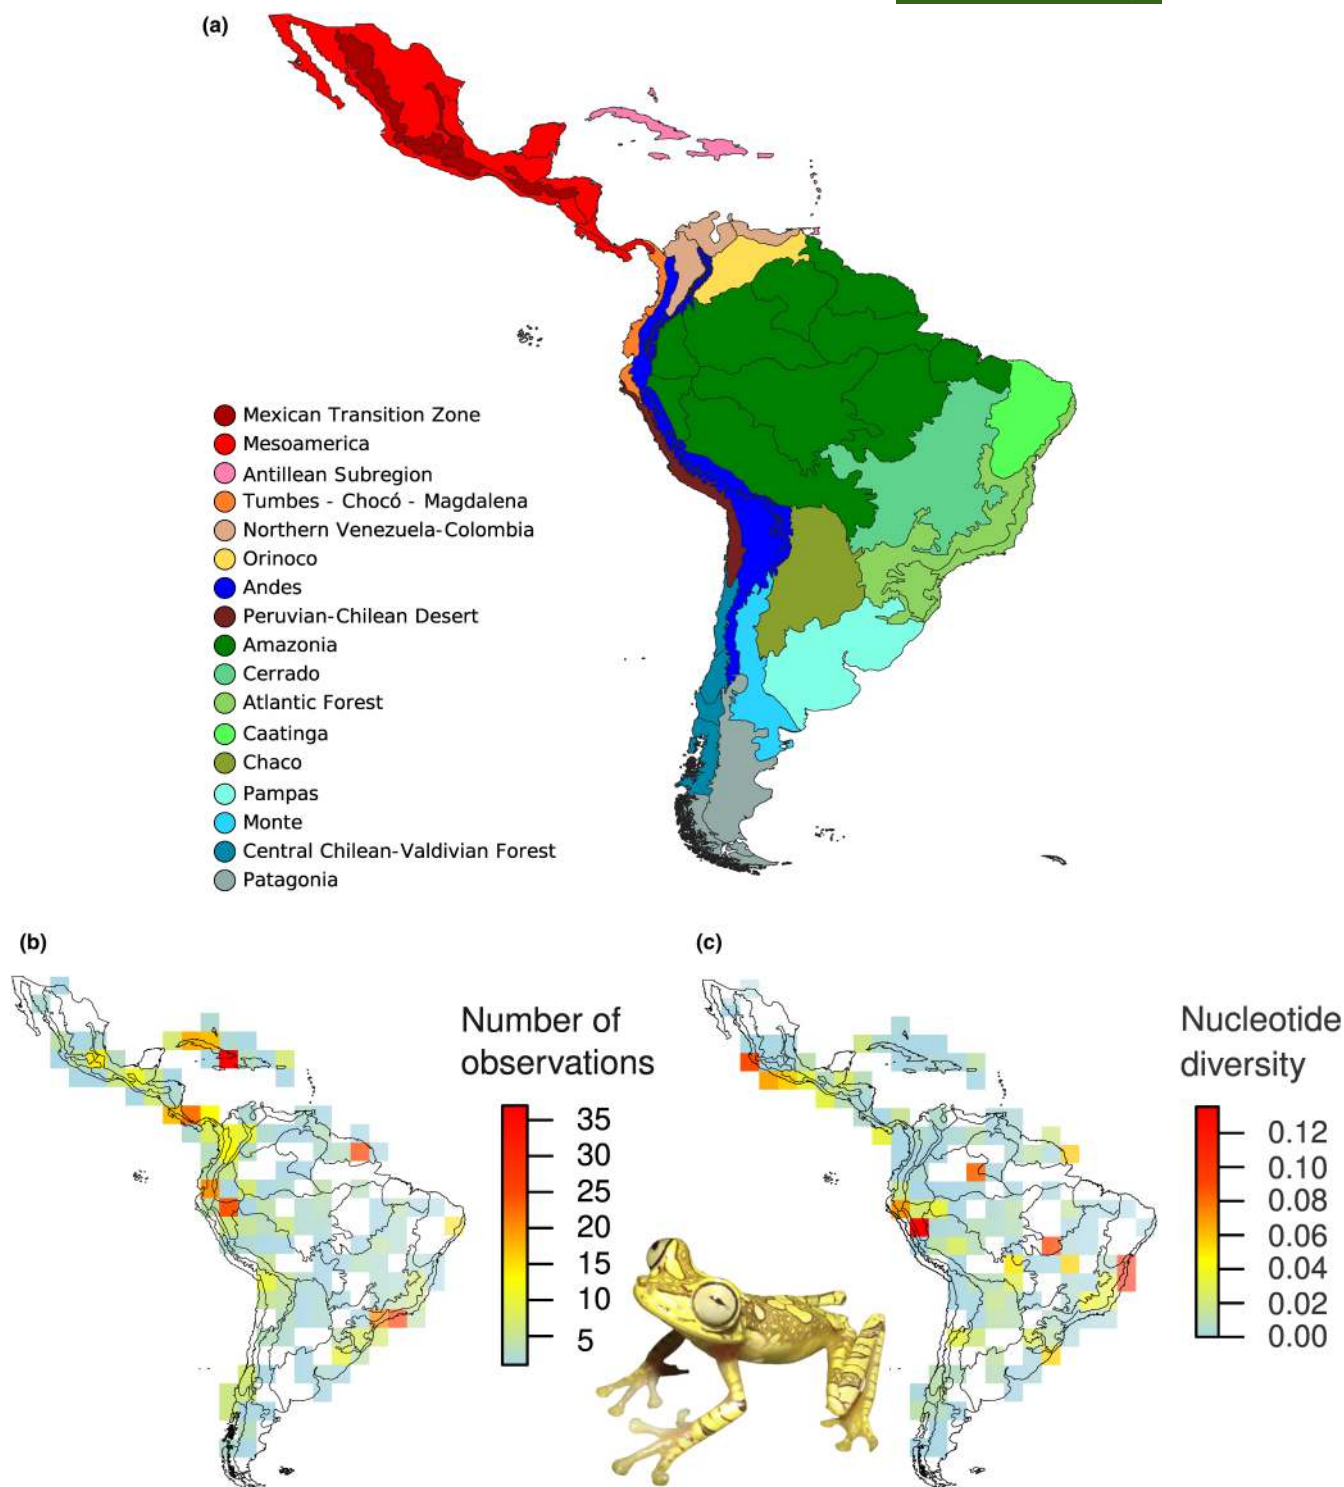 (a)
Mexican Transition Zone
Mesoamerica
Antillean Subregion
Tumbes - Chocó - Magdalena
Northern Venezuela-Colombia
Orinoco
Andes
Peruvian-Chilean Desert
Amazonia
Cerrado
Atlantic Forest
Caatinga
Chaco
Pampas
Monte
Central Chilean-Valdivian Forest
Patagonia
(b)
Number of
observations
35
30
25
20
15
10
5
(c)
Nucleotide
diversity
0.12
0.10
0.08
0.06
0.04
0.02
0.00